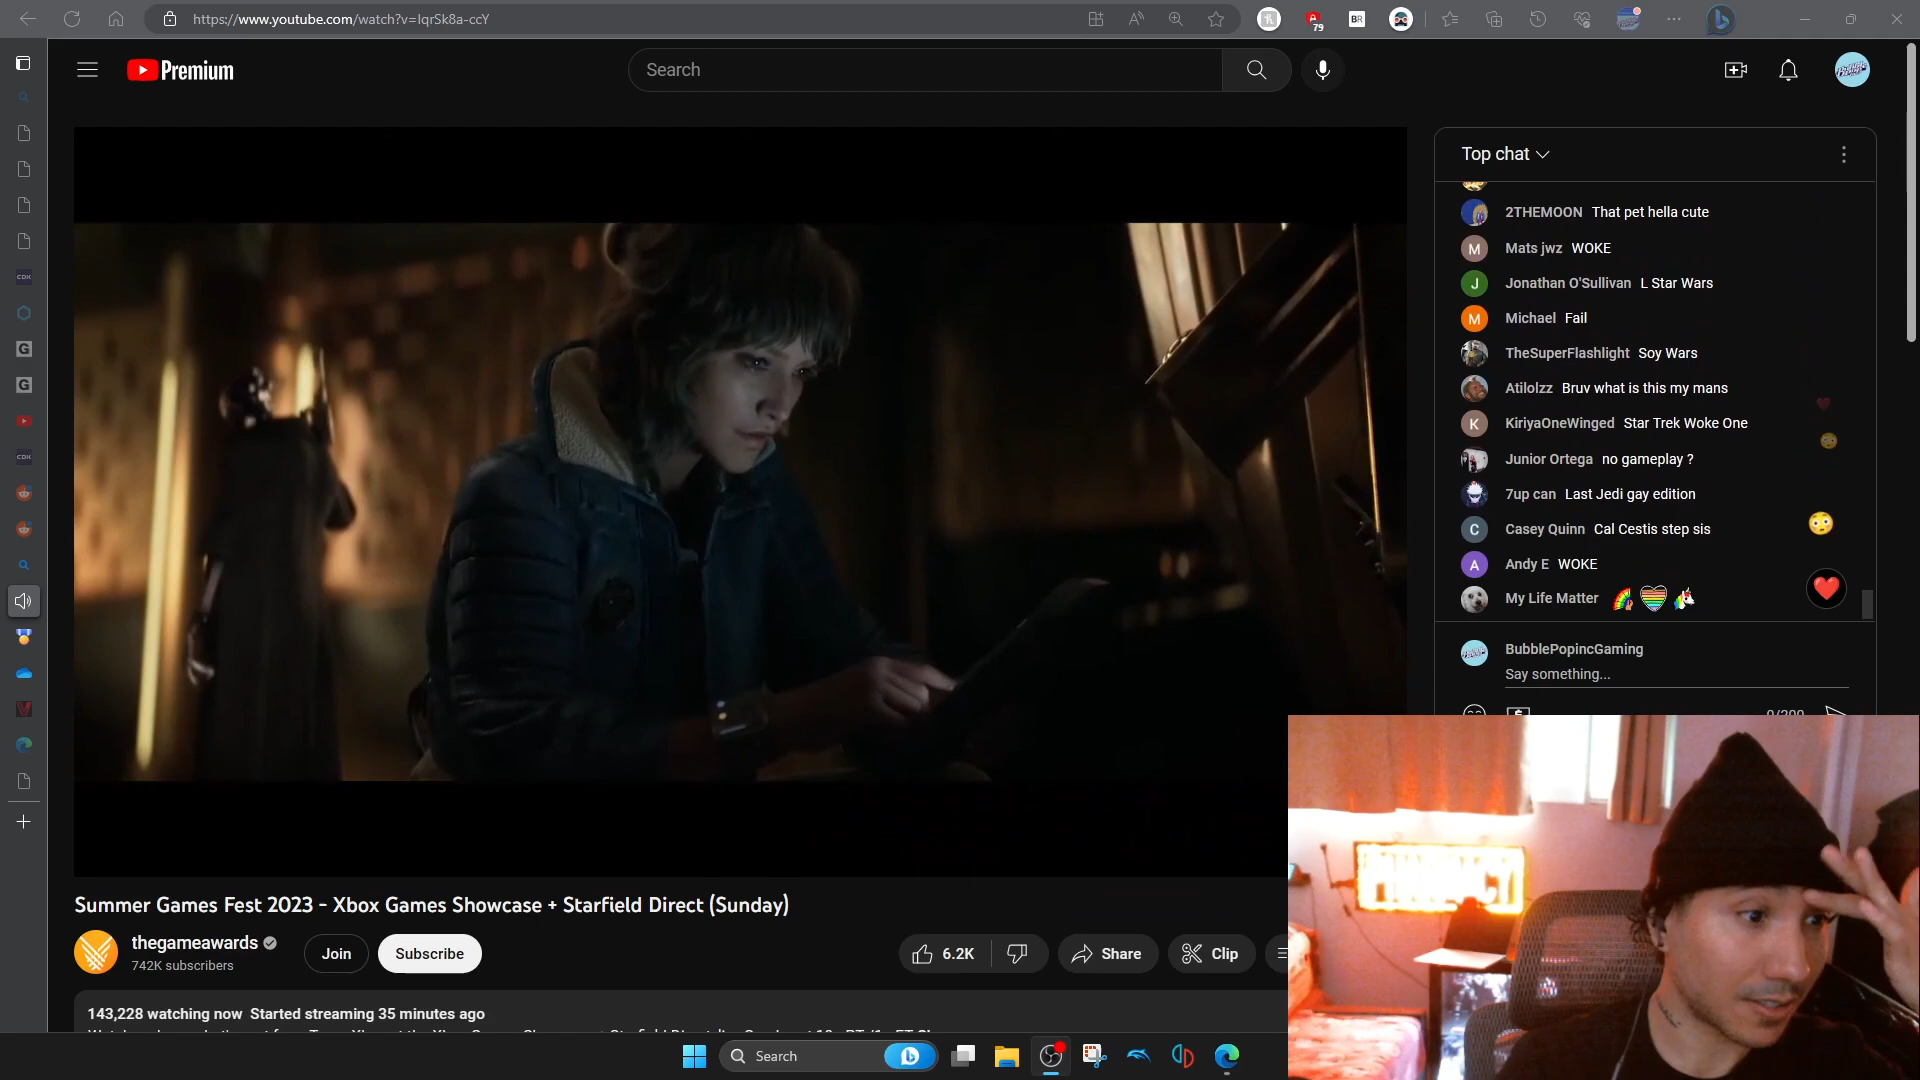 https://www.youtube.com/watch?v=IqrSk8a-ccY
79
BR
Premium
Search
Top chat
2THEMOON That pet hella cute
Mats jwz WOKE
Jonathan O'Sullivan L Star Wars
Michael Fail
TheSuperFlashlight Soy Wars
Atilolzz Bruv what is this my mans
KiriyaOneWinged Star Trek Woke One
Junior Ortega no gameplay ?
7up can Last Jedi gay edition
Casey Quinn Cal Cestis step sis
Andy E WOKE
My Life Matter
BubblePopincGaming
Say something...
0/200
Summer Games Fest 2023 - Xbox Games Showcase + Starfield Direct (Sunday)
thegameawards
742K subscribers
Join
Subscribe
6.2K
Share
Clip
143,228 watching now Started streaming 35 minutes ago
Search